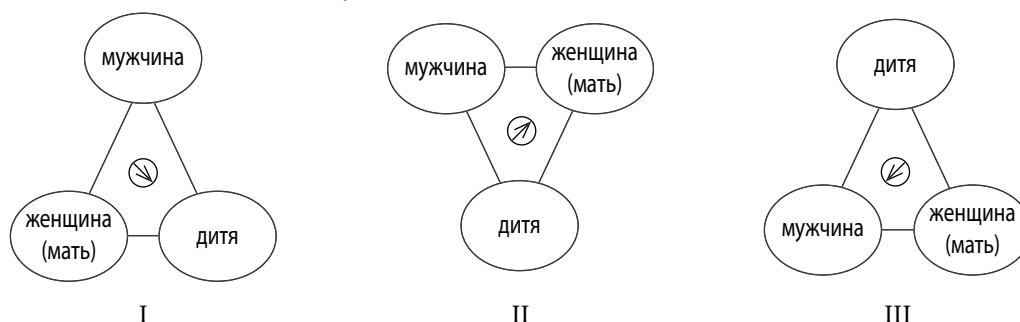 мужчина
женщина
(мать)
дитя
I
мужчина
женщина
(мать)
дитя
II
дитя
мужчина
женщина
(мать)
III